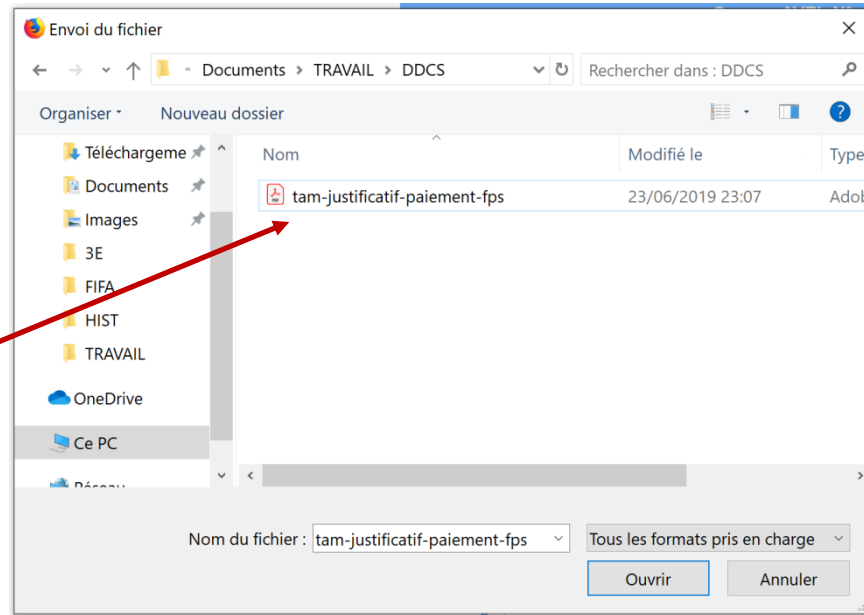 Envoi du fichier
« Documents > TRAVAIL > DDCS
Rechercher dans : DDCS
Organiser
Nouveau dossier
?
Nom
Modifié le
Type
Téléchargeme
Documents
Images
3E
FIFA
HIST
TRAVAIL
OneDrive
Ce PC
Réseau
tam-justificatif-paiement-fps
23/06/2019 23:07
Adob
Nom du fichier :
tam-justificatif-paiement-fps
Tous les formats pris en charge
Ouvrir
Annuler